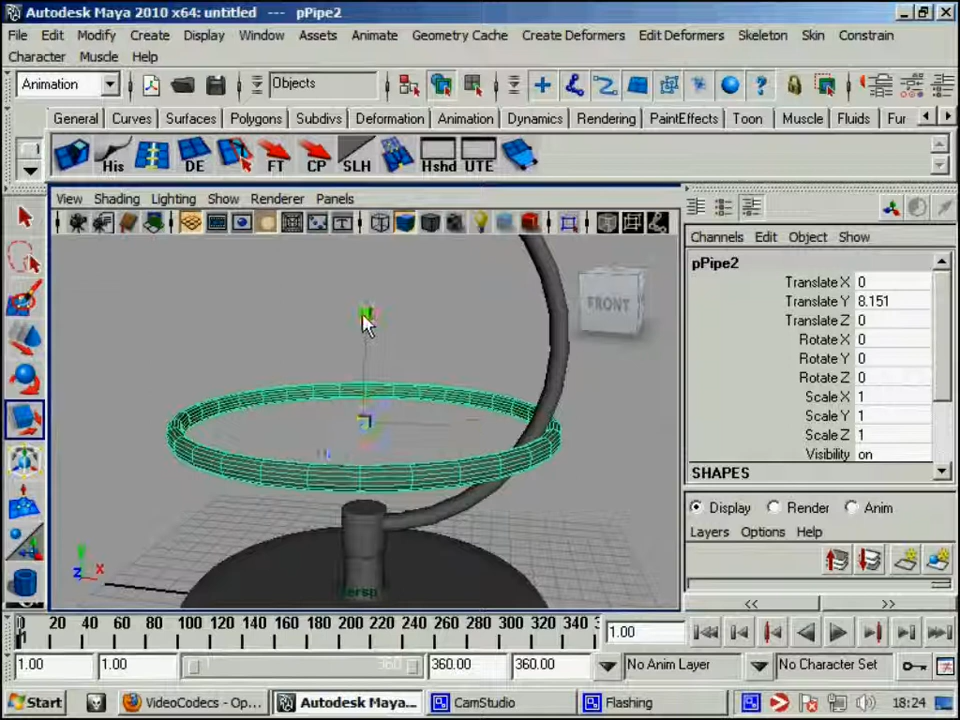 Autodesk Maya 2010 x64: untitled --- pPipe2
File Edit Modify Create Display Window Assets Animate Geometry Cache Create Deformers Edit Deformers Skeleton Skin Constrain
Character Muscle Help
Animation Objects
General Curves Surfaces Polygons Subdivs Deformation Animation Dynamics Rendering PaintEffects Toon Muscle Fluids Fur
His DE FT CP SLH Hshd UTE
View Shading Lighting Show Renderer Panels
Channels Edit Object Show
pPipe2
Translate X 0
Translate Y 8.151
Translate Z 0
Rotate X 0
Rotate Y 0
Rotate Z 0
Scale X 1
Scale Y 1
Scale Z 1
Visibility on
SHAPES
FRONT
Display Render Anim
Layers Options Help
y
z x
persp
<< >>
20 40 60 80 100 120 140 160 180 200 220 240 260 280 300 320 340 3
1.00
1.00 1.00 360 360.00 360.00 No Anim Layer No Character Set
Start VideoCodecs - Op... Autodesk Maya... CamStudio Flashing 18:24